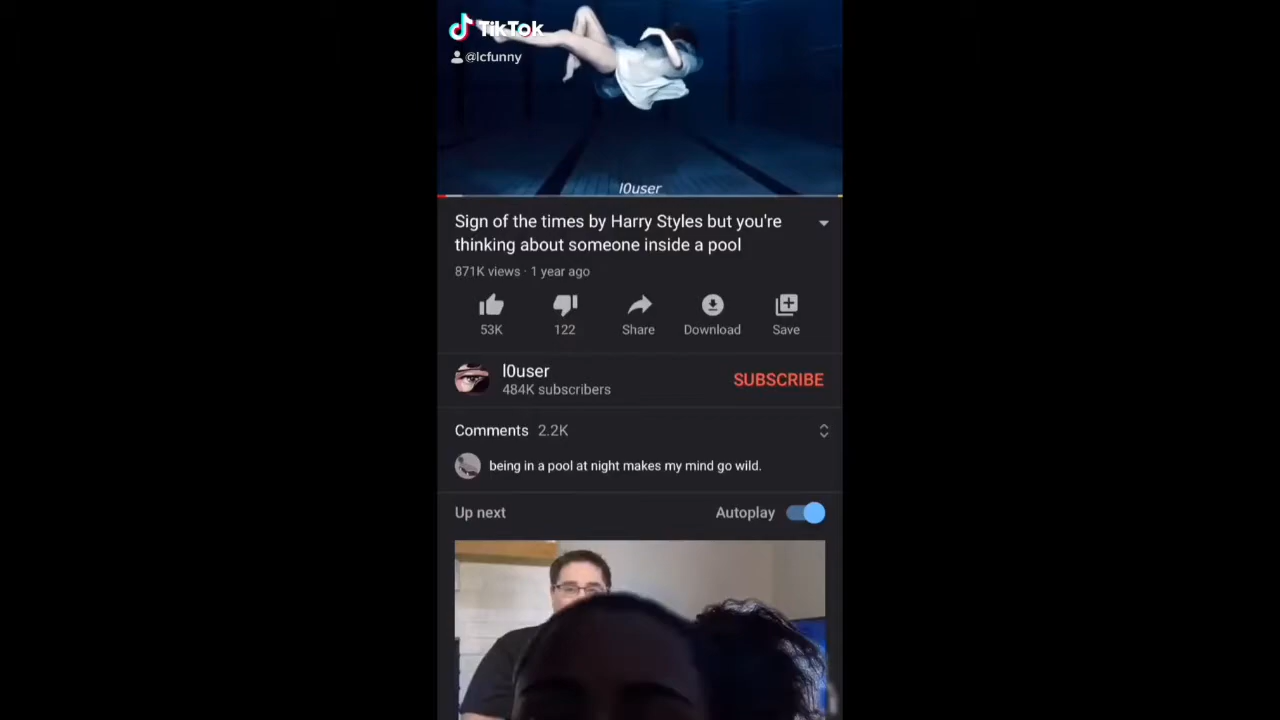 TikTok
@lcfunny
l0user
Sign of the times by Harry Styles but you're
thinking about someone inside a pool
871K views · 1 year ago
53K
122
Share
Download
Save
l0user
484K subscribers
SUBSCRIBE
Comments 2.2K
being in a pool at night makes my mind go wild.
Up next
Autoplay